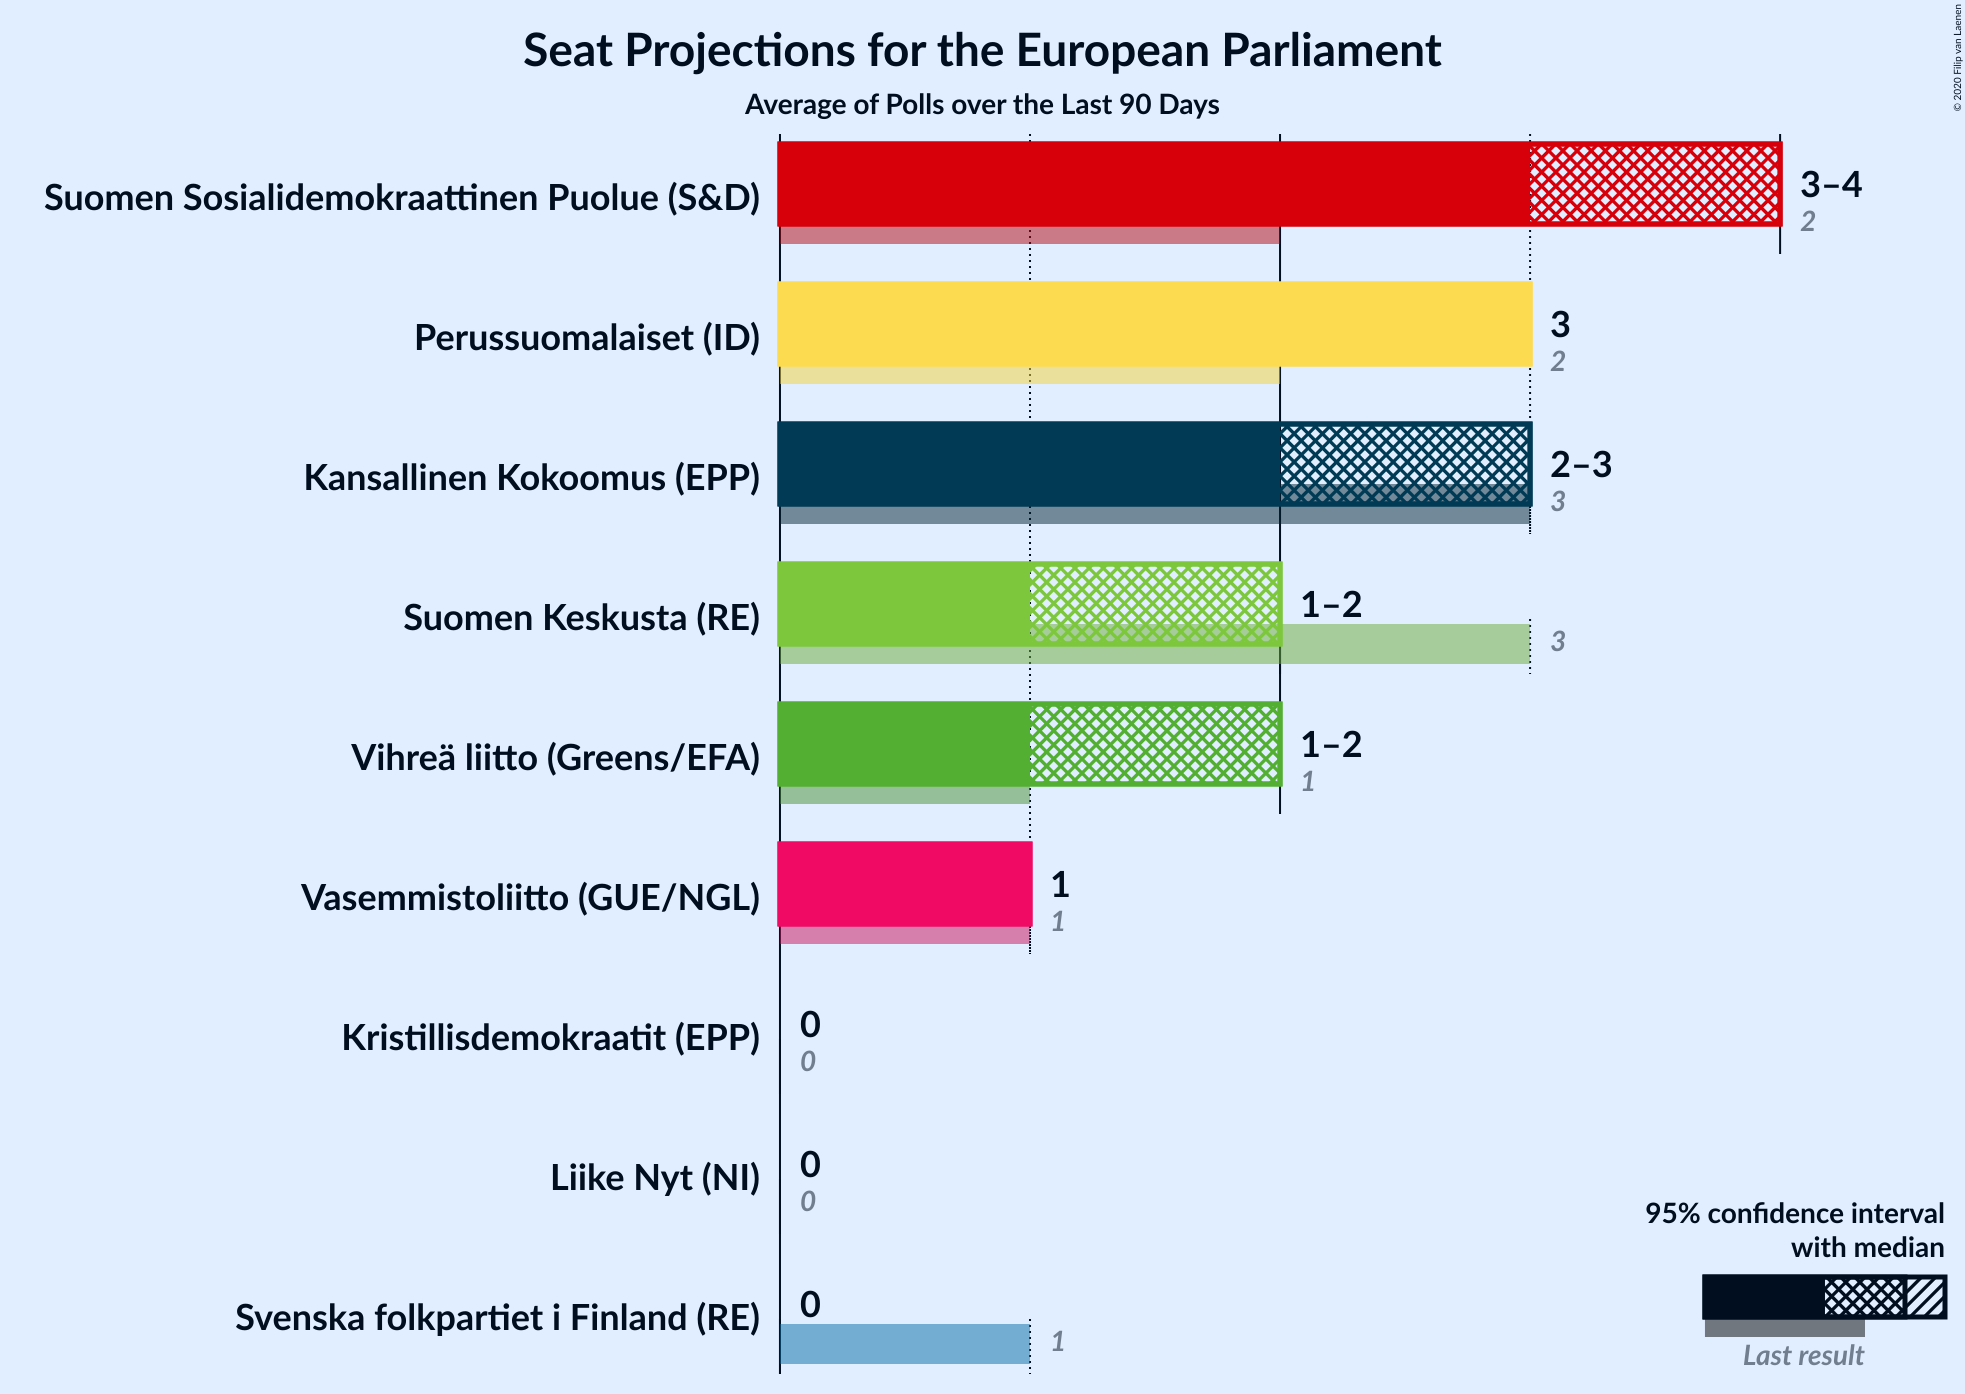 Seat Projections for the European Parliament
Average of Polls over the Last 90 Days
© 2020 Filip van Laenen
Suomen Sosialidemokraattinen Puolue (S&D)
3–4
2
Perussuomalaiset (ID)
3
2
Kansallinen Kokoomus (EPP)
2–3
3
Suomen Keskusta (RE)
1–2
3
Vihreä liitto (Greens/EFA)
1–2
1
Vasemmistoliitto (GUE/NGL)
1
1
Kristillisdemokraatit (EPP)
0
0
Liike Nyt (NI)
0
0
Svenska folkpartiet i Finland (RE)
0
1
95% confidence interval
with median
Last result